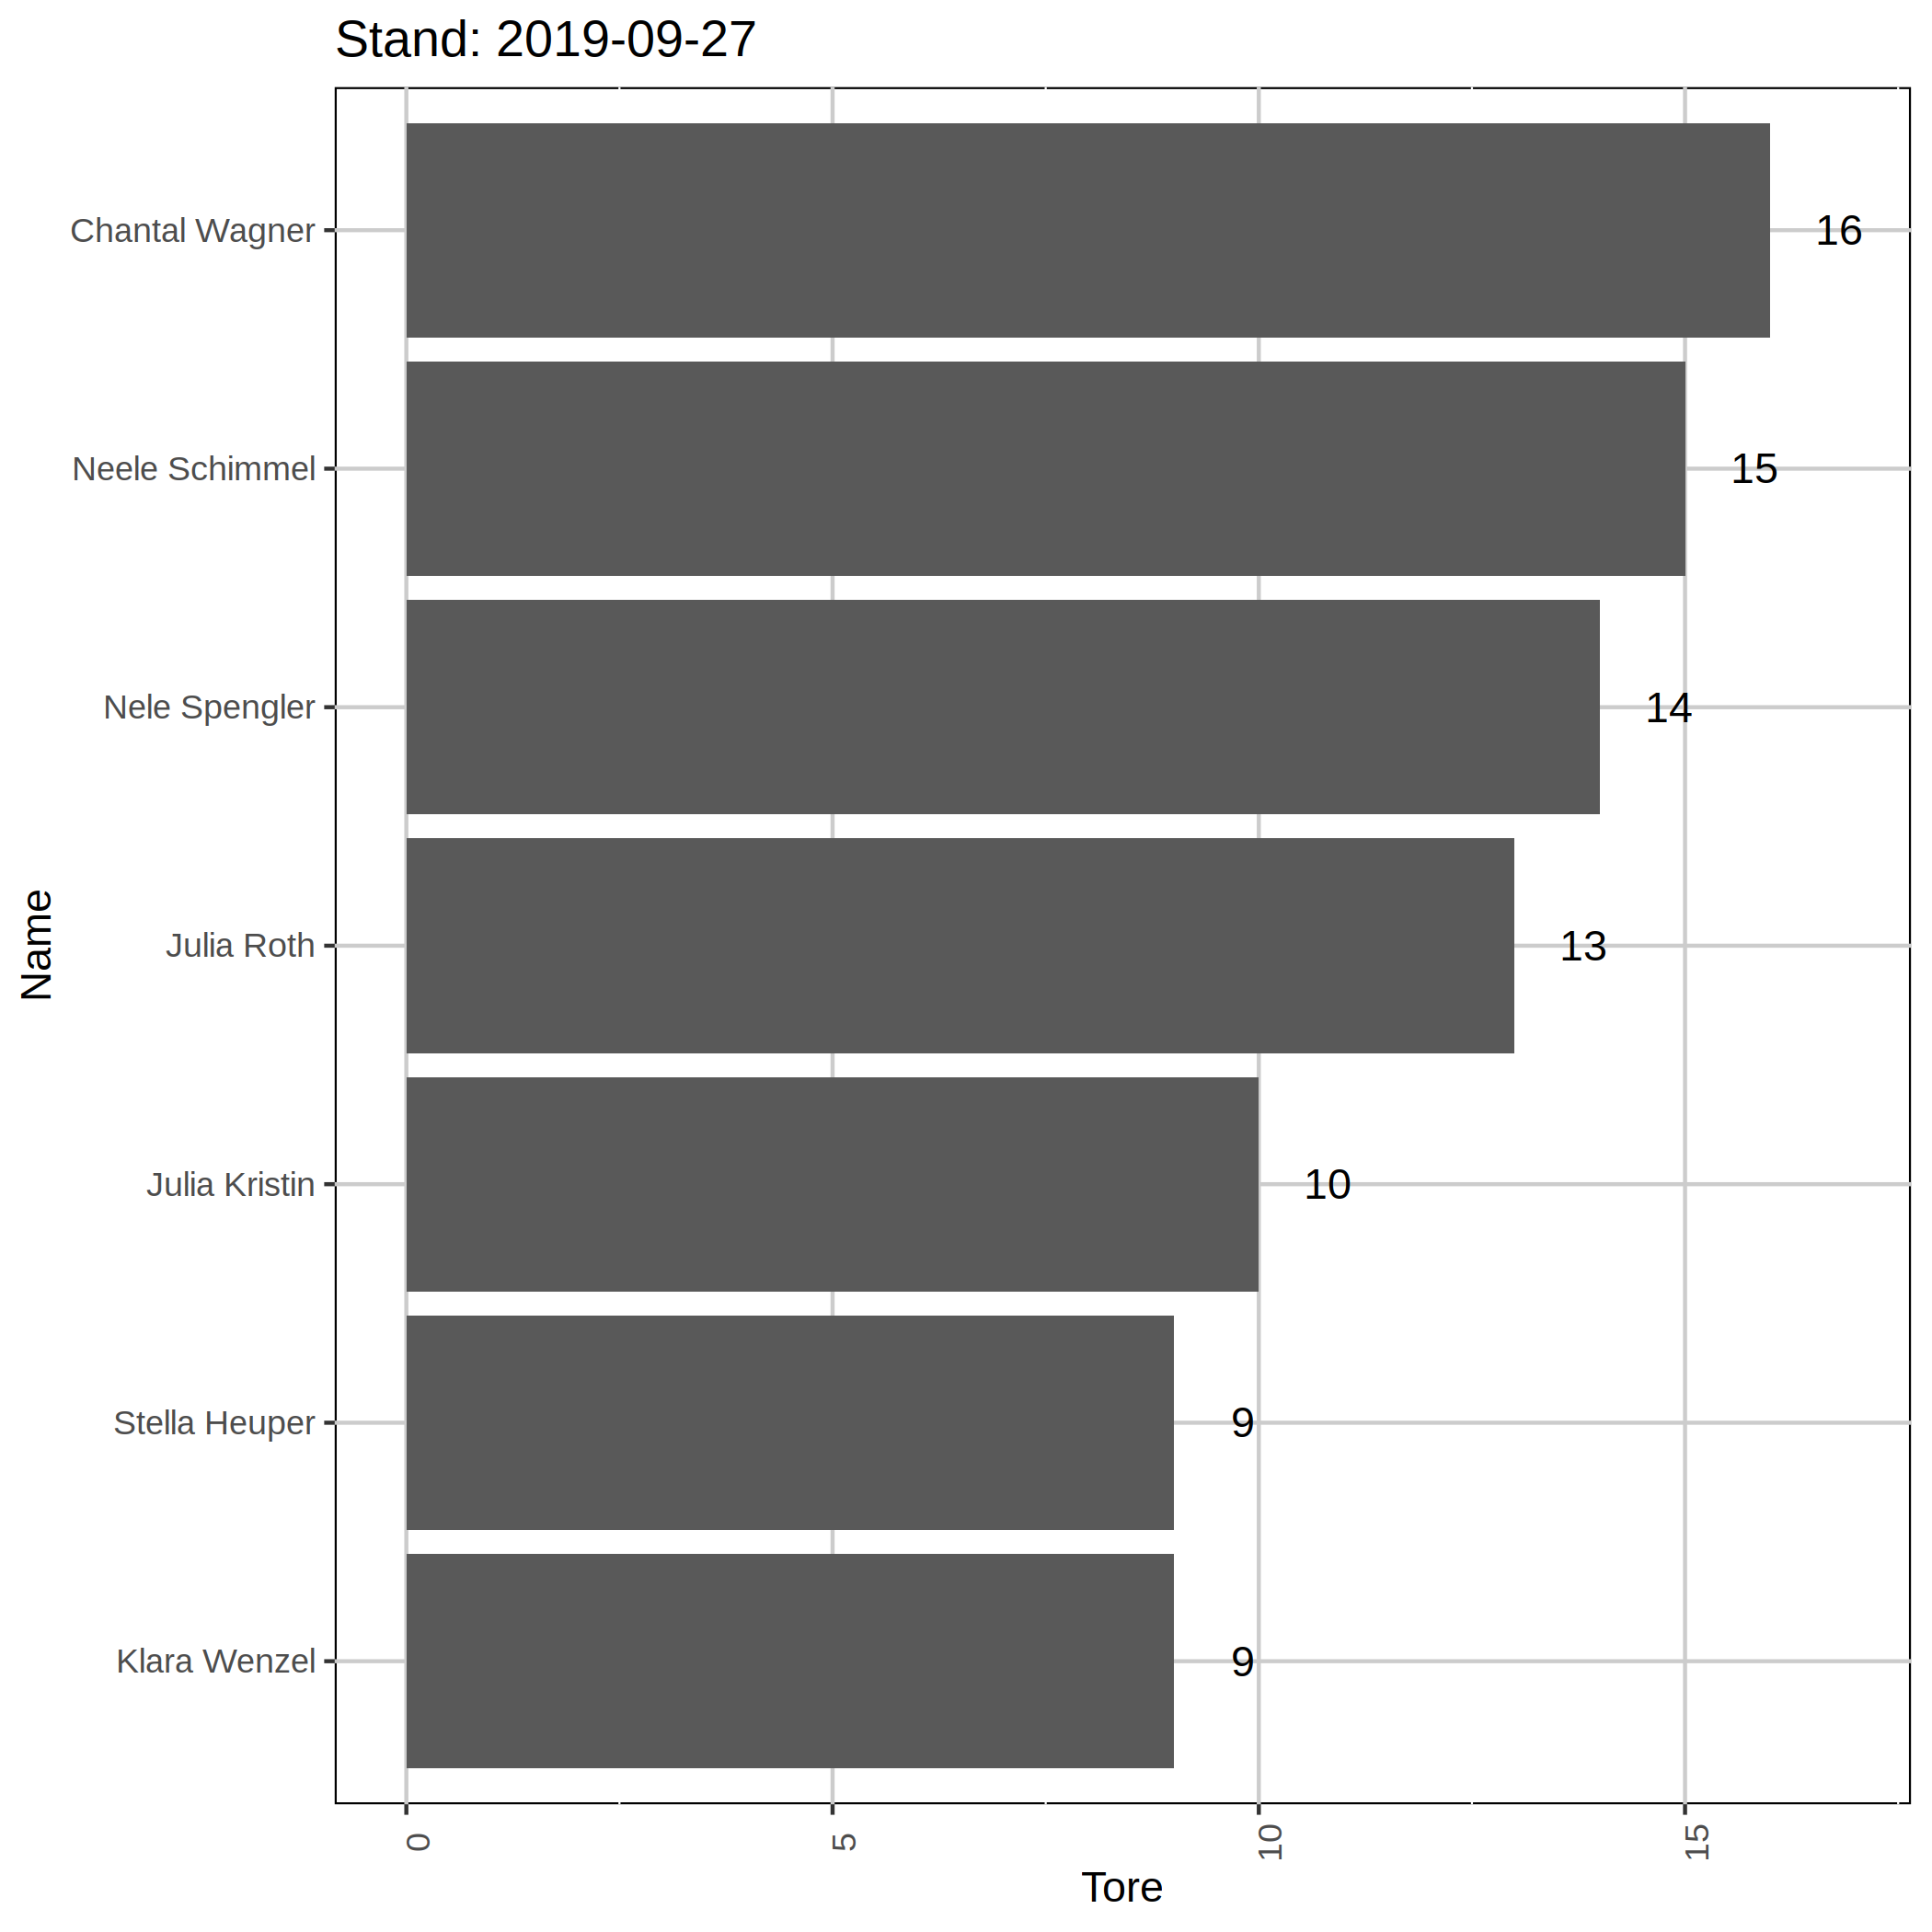 Stand: 2019-09-27
Chantal Wagner
16
Neele Schimmel
15
Nele Spengler
14
Julia Roth
13
Julia Kristin
10
Stella Heuper
9
Klara Wenzel
9
Name
0
5
10
15
Tore